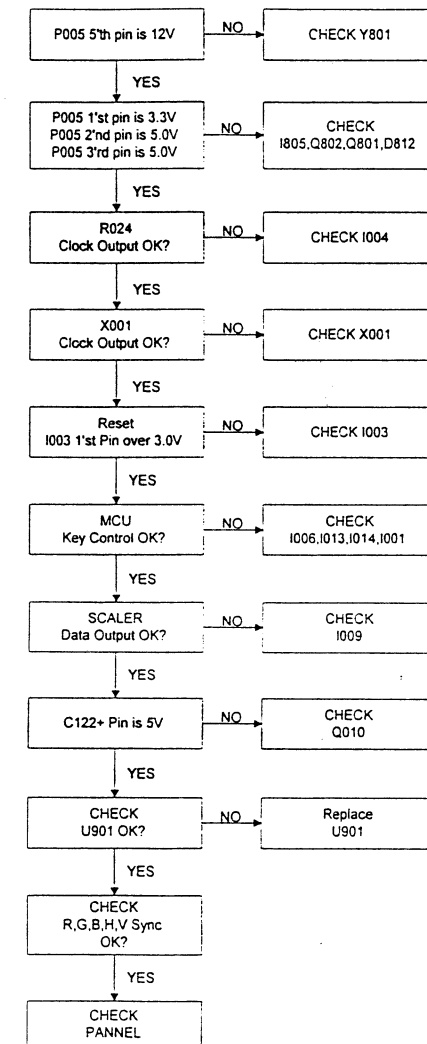 P005 5'th pin is 12V
NO
CHECK Y801
YES
P005 1'st pin is 3.3V
P005 2'nd pin is 5.0V
P005 3'rd pin is 5.0V
NO
CHECK
I805,Q802,Q801,D812
YES
R024
Clock Output OK?
NO
CHECK I004
YES
X001
Clock Output OK?
NO
CHECK X001
YES
Reset
I003 1'st Pin over 3.0V
NO
CHECK I003
YES
MCU
Key Control OK?
NO
CHECK
I006,I013,I014,I001
YES
SCALER
Data Output OK?
NO
CHECK
I009
YES
C122+ Pin is 5V
NO
CHECK
Q010
YES
CHECK
U901 OK?
NO
Replace
U901
YES
CHECK
R,G,B,H,V Sync
OK?
YES
CHECK
PANNEL